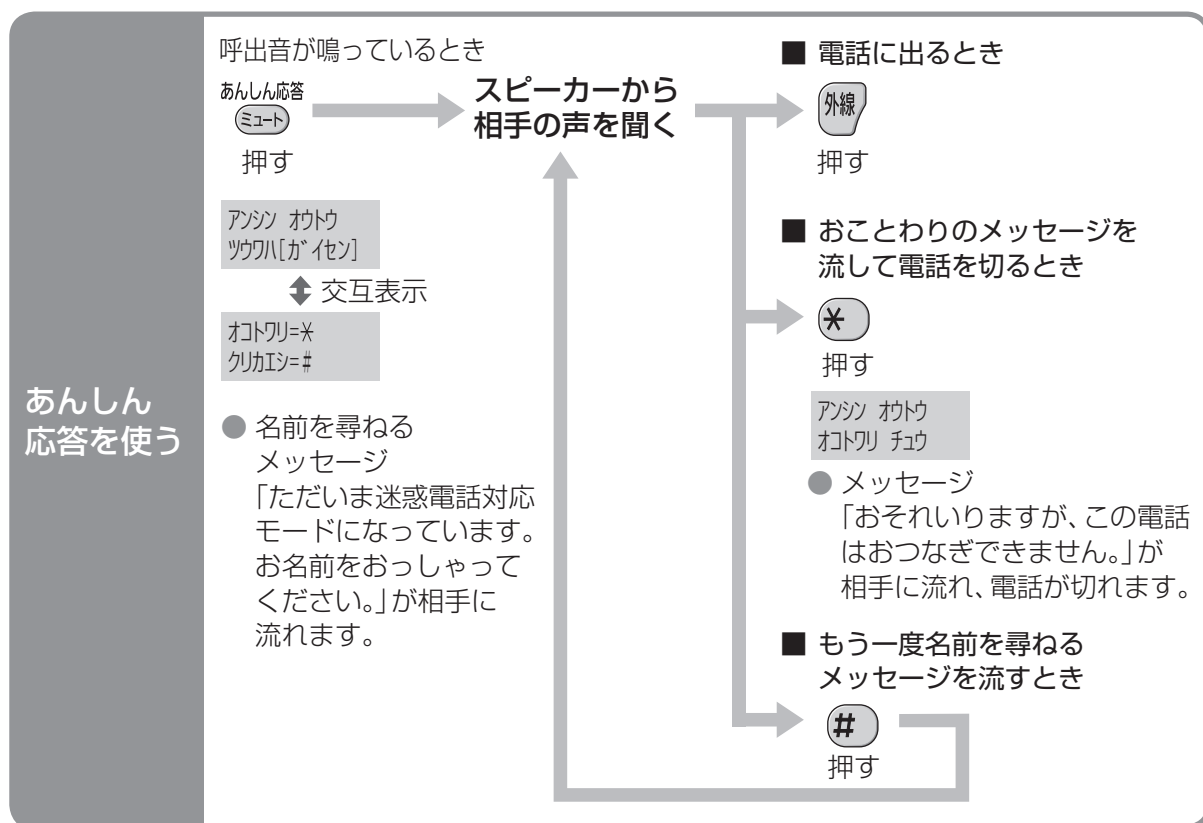 あんしん
応答を使う
呼出音が鳴っているとき
あんしん応答
ミュート
押す
アンシン オウトウ
ツウワハ[ガイセン]
交互表示
オコトワリ=*
クリカエシ=#
● 名前を尋ねる
メッセージ
「ただいま迷惑電話対応
モードになっています。
お名前をおっしゃって
ください。」が相手に
流れます。
スピーカーから
相手の声を聞く
■ 電話に出るとき
外線
押す
■ おことわりのメッセージを
流して電話を切るとき
*
押す
アンシン オウトウ
オコトワリ チュウ
● メッセージ
「おそれいりますが、この電話
はおつなぎできません。」が
相手に流れ、電話が切れます。
■ もう一度名前を尋ねる
メッセージを流すとき
#
押す